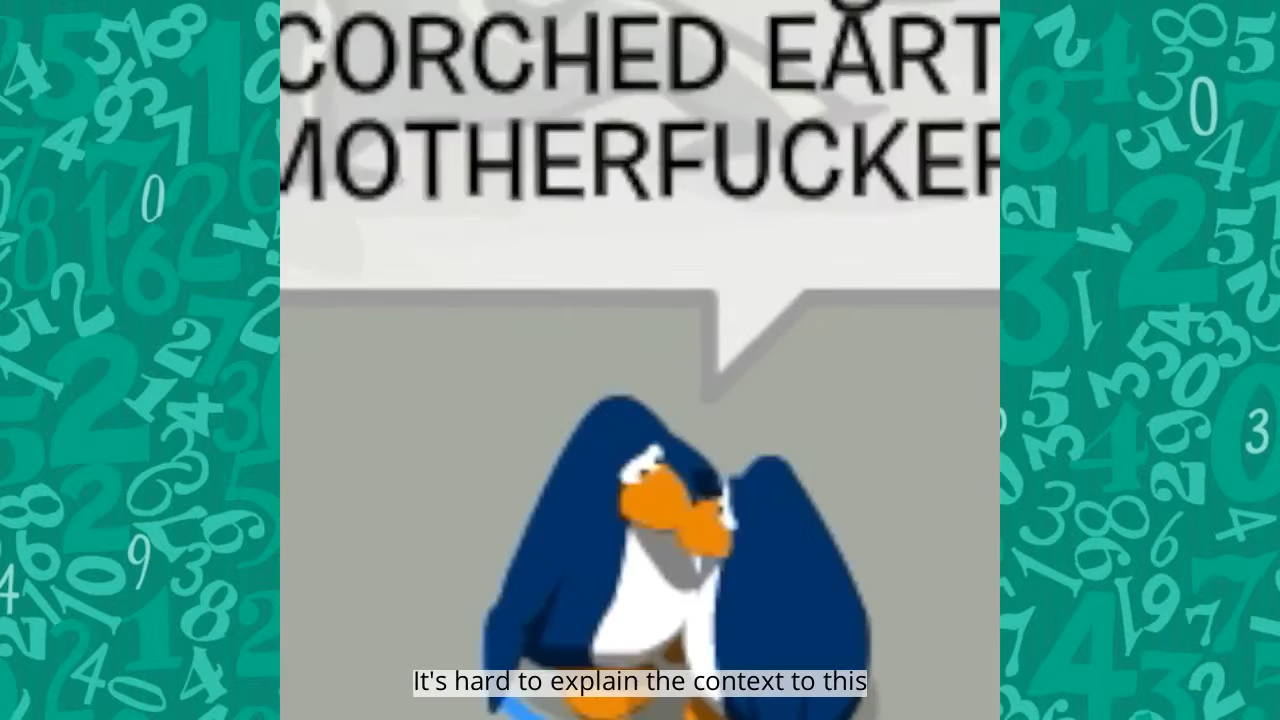 CORCHED EART
MOTHERFUCKER
It's hard to explain the context to this